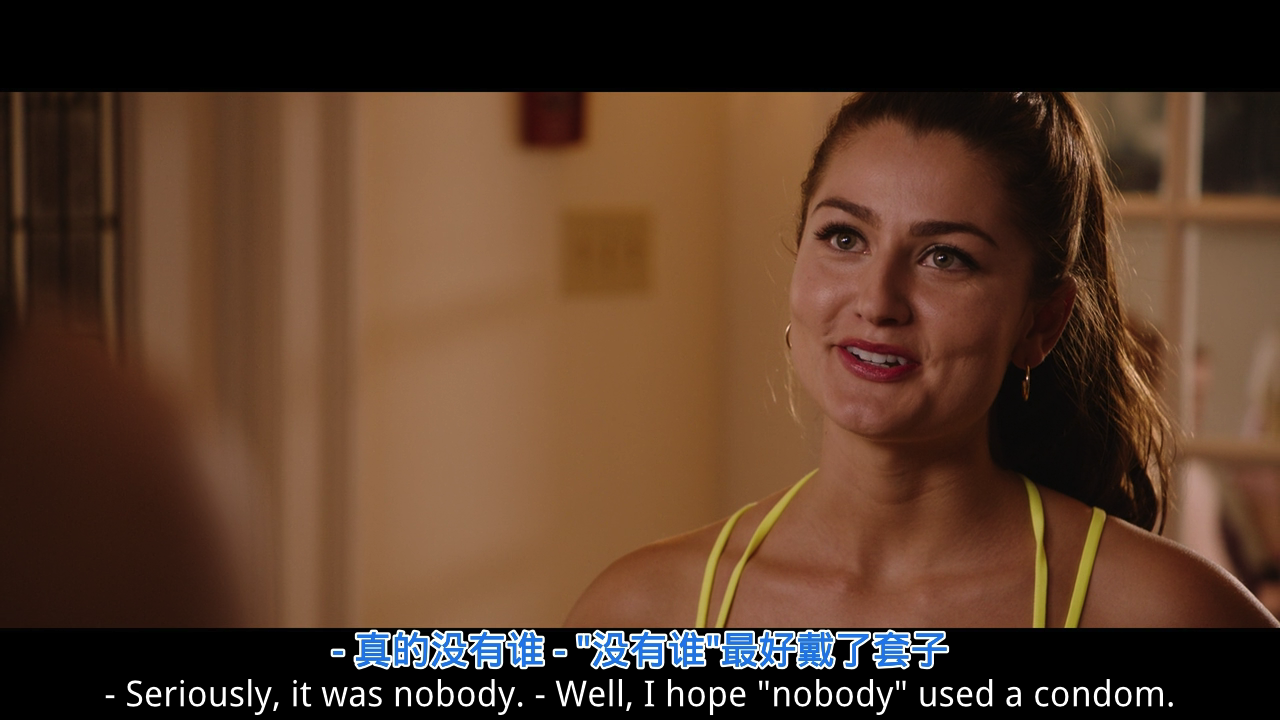 - 真的没有谁 - "没有谁"最好戴了套子
- Seriously, it was nobody. - Well, I hope "nobody" used a condom.